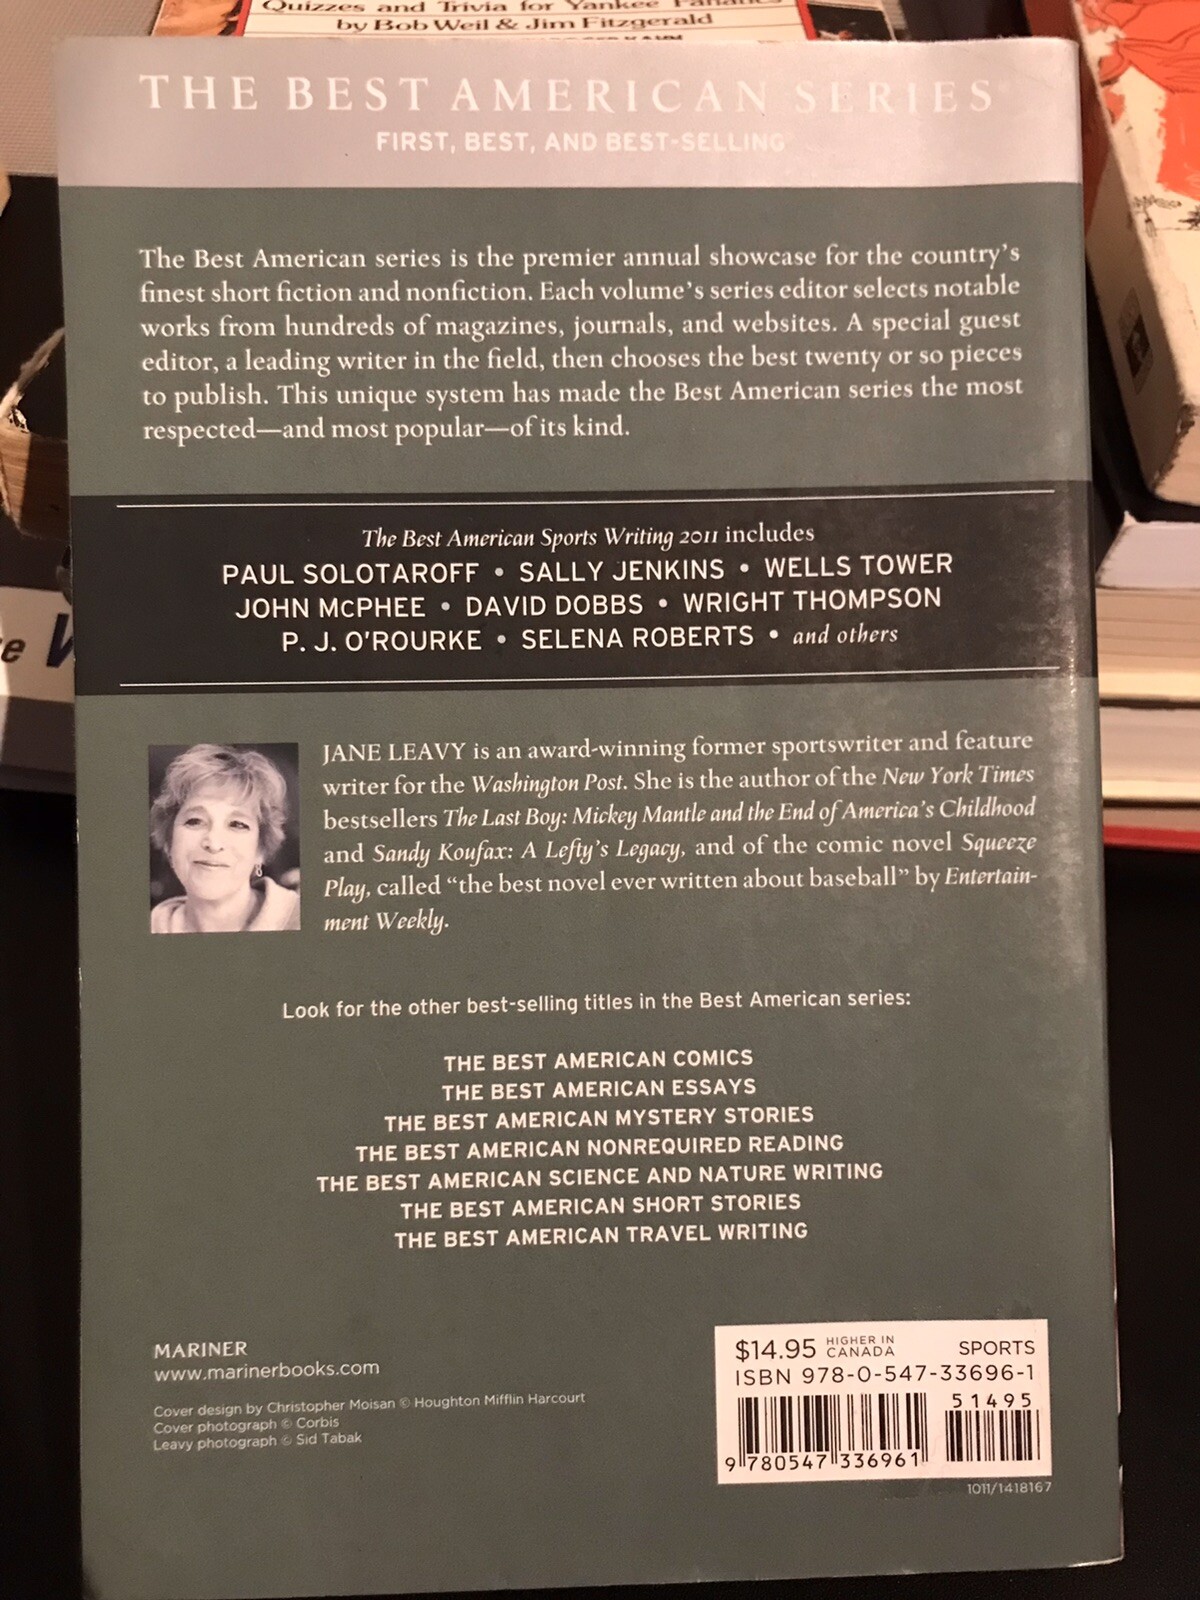 Quizzes and Trivia for Yankee Fanatics
by Bob Weil & Jim Fitzgerald
THE BEST AMERICAN SERIES®
FIRST, BEST, AND BEST-SELLING
The Best American series is the premier annual showcase for the country's
finest short fiction and nonfiction. Each volume's series editor selects notable
works from hundreds of magazines, journals, and websites. A special guest
editor, a leading writer in the field, then chooses the best twenty or so pieces
to publish. This unique system has made the Best American series the most
respected—and most popular—of its kind.
The Best American Sports Writing 2011 includes
PAUL SOLOTAROFF • SALLY JENKINS • WELLS TOWER
JOHN McPHEE • DAVID DOBBS • WRIGHT THOMPSON
P. J. O'ROURKE • SELENA ROBERTS • and others
JANE LEAVY is an award-winning former sportswriter and feature
writer for the Washington Post. She is the author of the New York Times
bestsellers The Last Boy: Mickey Mantle and the End of America's Childhood
and Sandy Koufax: A Lefty's Legacy, and of the comic novel Squeeze
Play, called "the best novel ever written about baseball" by Entertain-
ment Weekly.
Look for the other best-selling titles in the Best American series:
THE BEST AMERICAN COMICS
THE BEST AMERICAN ESSAYS
THE BEST AMERICAN MYSTERY STORIES
THE BEST AMERICAN NONREQUIRED READING
THE BEST AMERICAN SCIENCE AND NATURE WRITING
THE BEST AMERICAN SHORT STORIES
THE BEST AMERICAN TRAVEL WRITING
MARINER
www.marinerbooks.com
Cover design by Christopher Moisan © Houghton Mifflin Harcourt
Cover photograph © Corbis
Leavy photograph © Sid Tabak
$14.95 HIGHER IN CANADA SPORTS
ISBN 978-0-547-33696-1
51495
9 780547 336961
1011/1418167